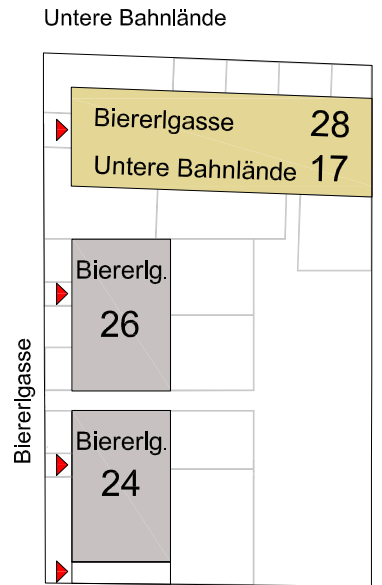 Untere Bahnlände
Biererlgasse 28
Untere Bahnlände 17
Biererlg.
26
Biererlgasse
Biererlg.
24